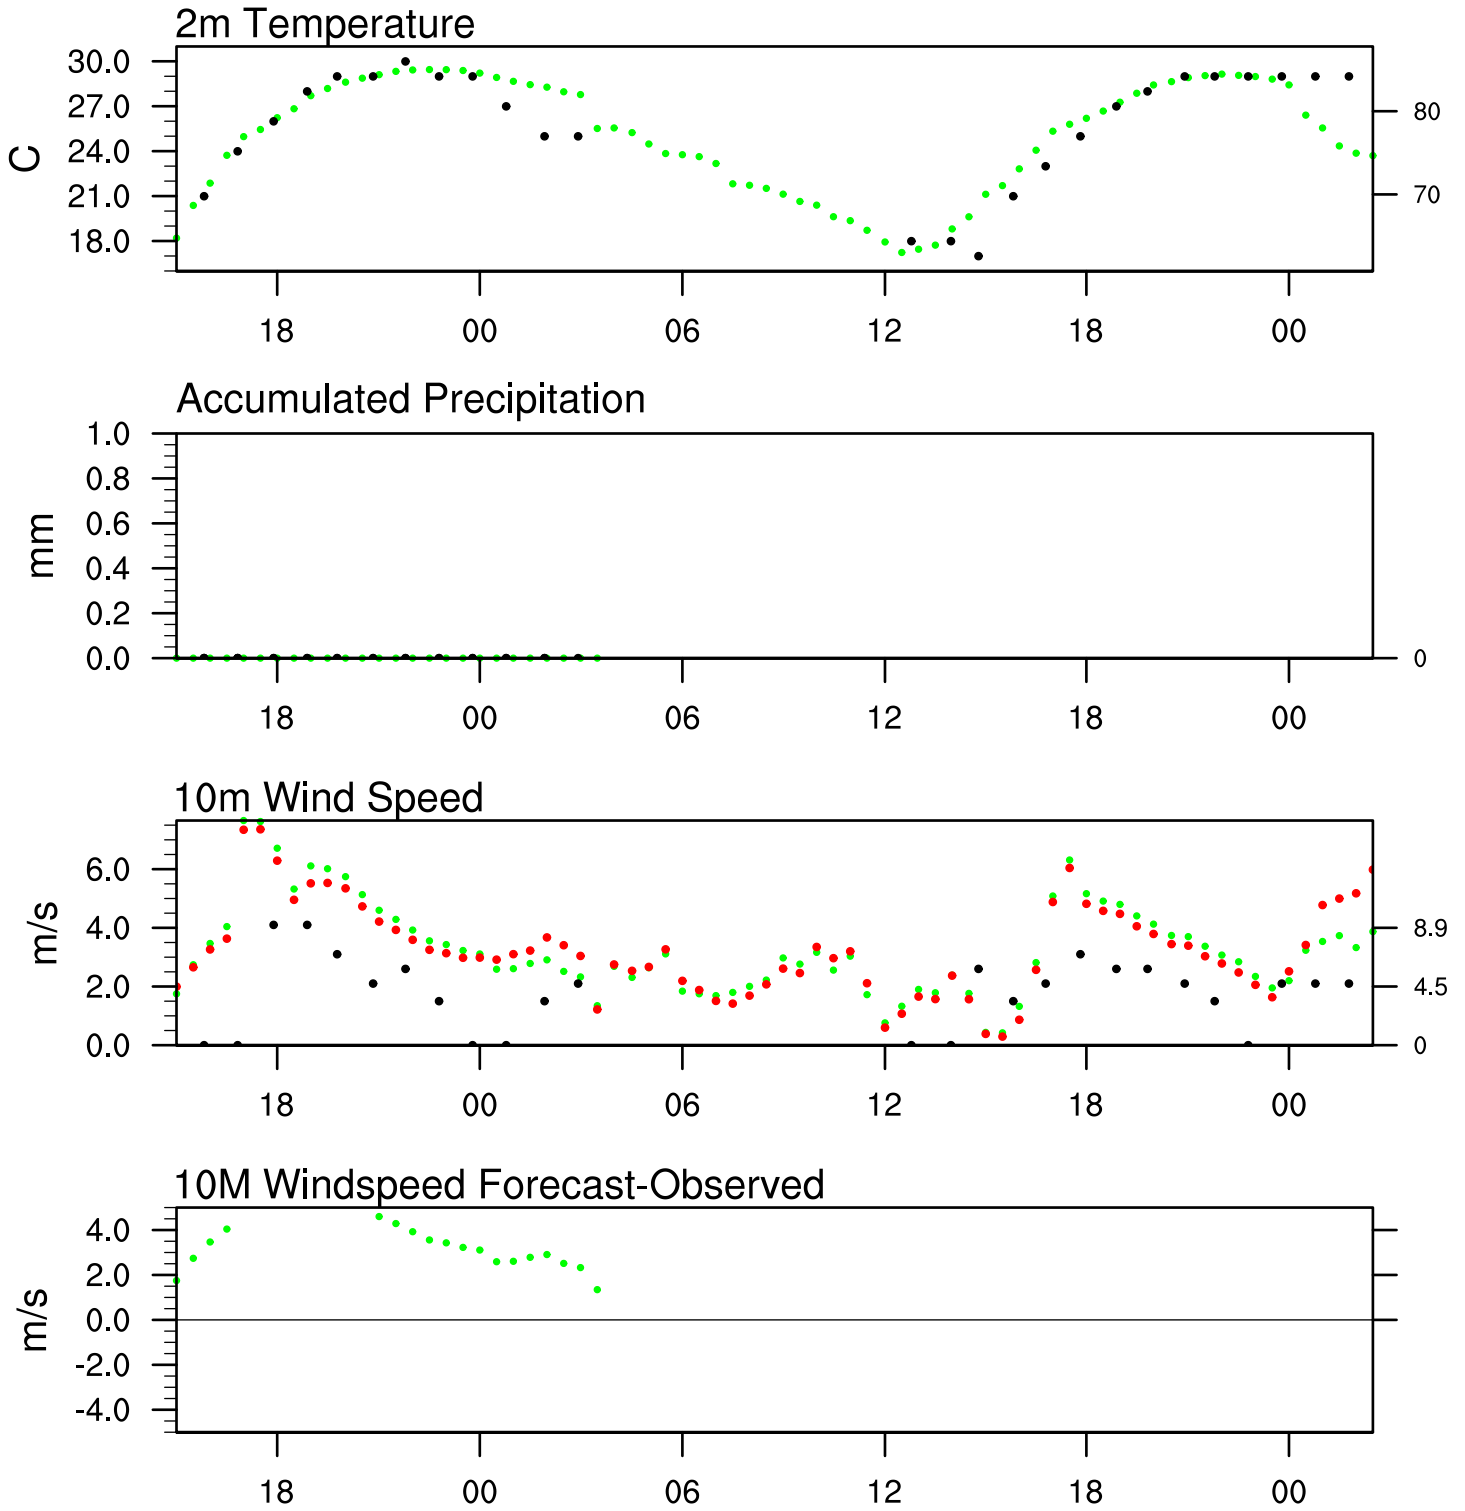 2m Temperature
30.0
27.0
24.0
21.0
18.0
C
80
70
18 00 06 12 18 00
Accumulated Precipitation
1.0
0.8
0.6
0.4
0.2
0.0
mm
0
18 00 06 12 18 00
10m Wind Speed
6.0
4.0
2.0
0.0
m/s
8.9
4.5
0
18 00 06 12 18 00
10M Windspeed Forecast-Observed
4.0
2.0
0.0
-2.0
-4.0
m/s
18 00 06 12 18 00